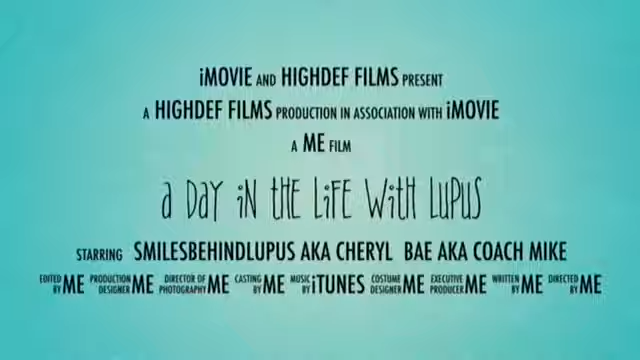 iMOVIE AND HIGHDEF FILMS PRESENT
A HIGHDEF FILMS PRODUCTION IN ASSOCIATION WITH iMOVIE
A ME FILM
a Day iN tHE LiFE WitH LUPUS
STARRING SMILESBEHINDLUPUS AKA CHERYL BAE AKA COACH MIKE
EDITED BY ME PRODUCTION DESIGNER ME DIRECTOR OF PHOTOGRAPHY ME CASTING BY ME MUSIC BY iTUNES COSTUME DESIGNER ME EXECUTIVE PRODUCER ME WRITTEN BY ME DIRECTED BY ME